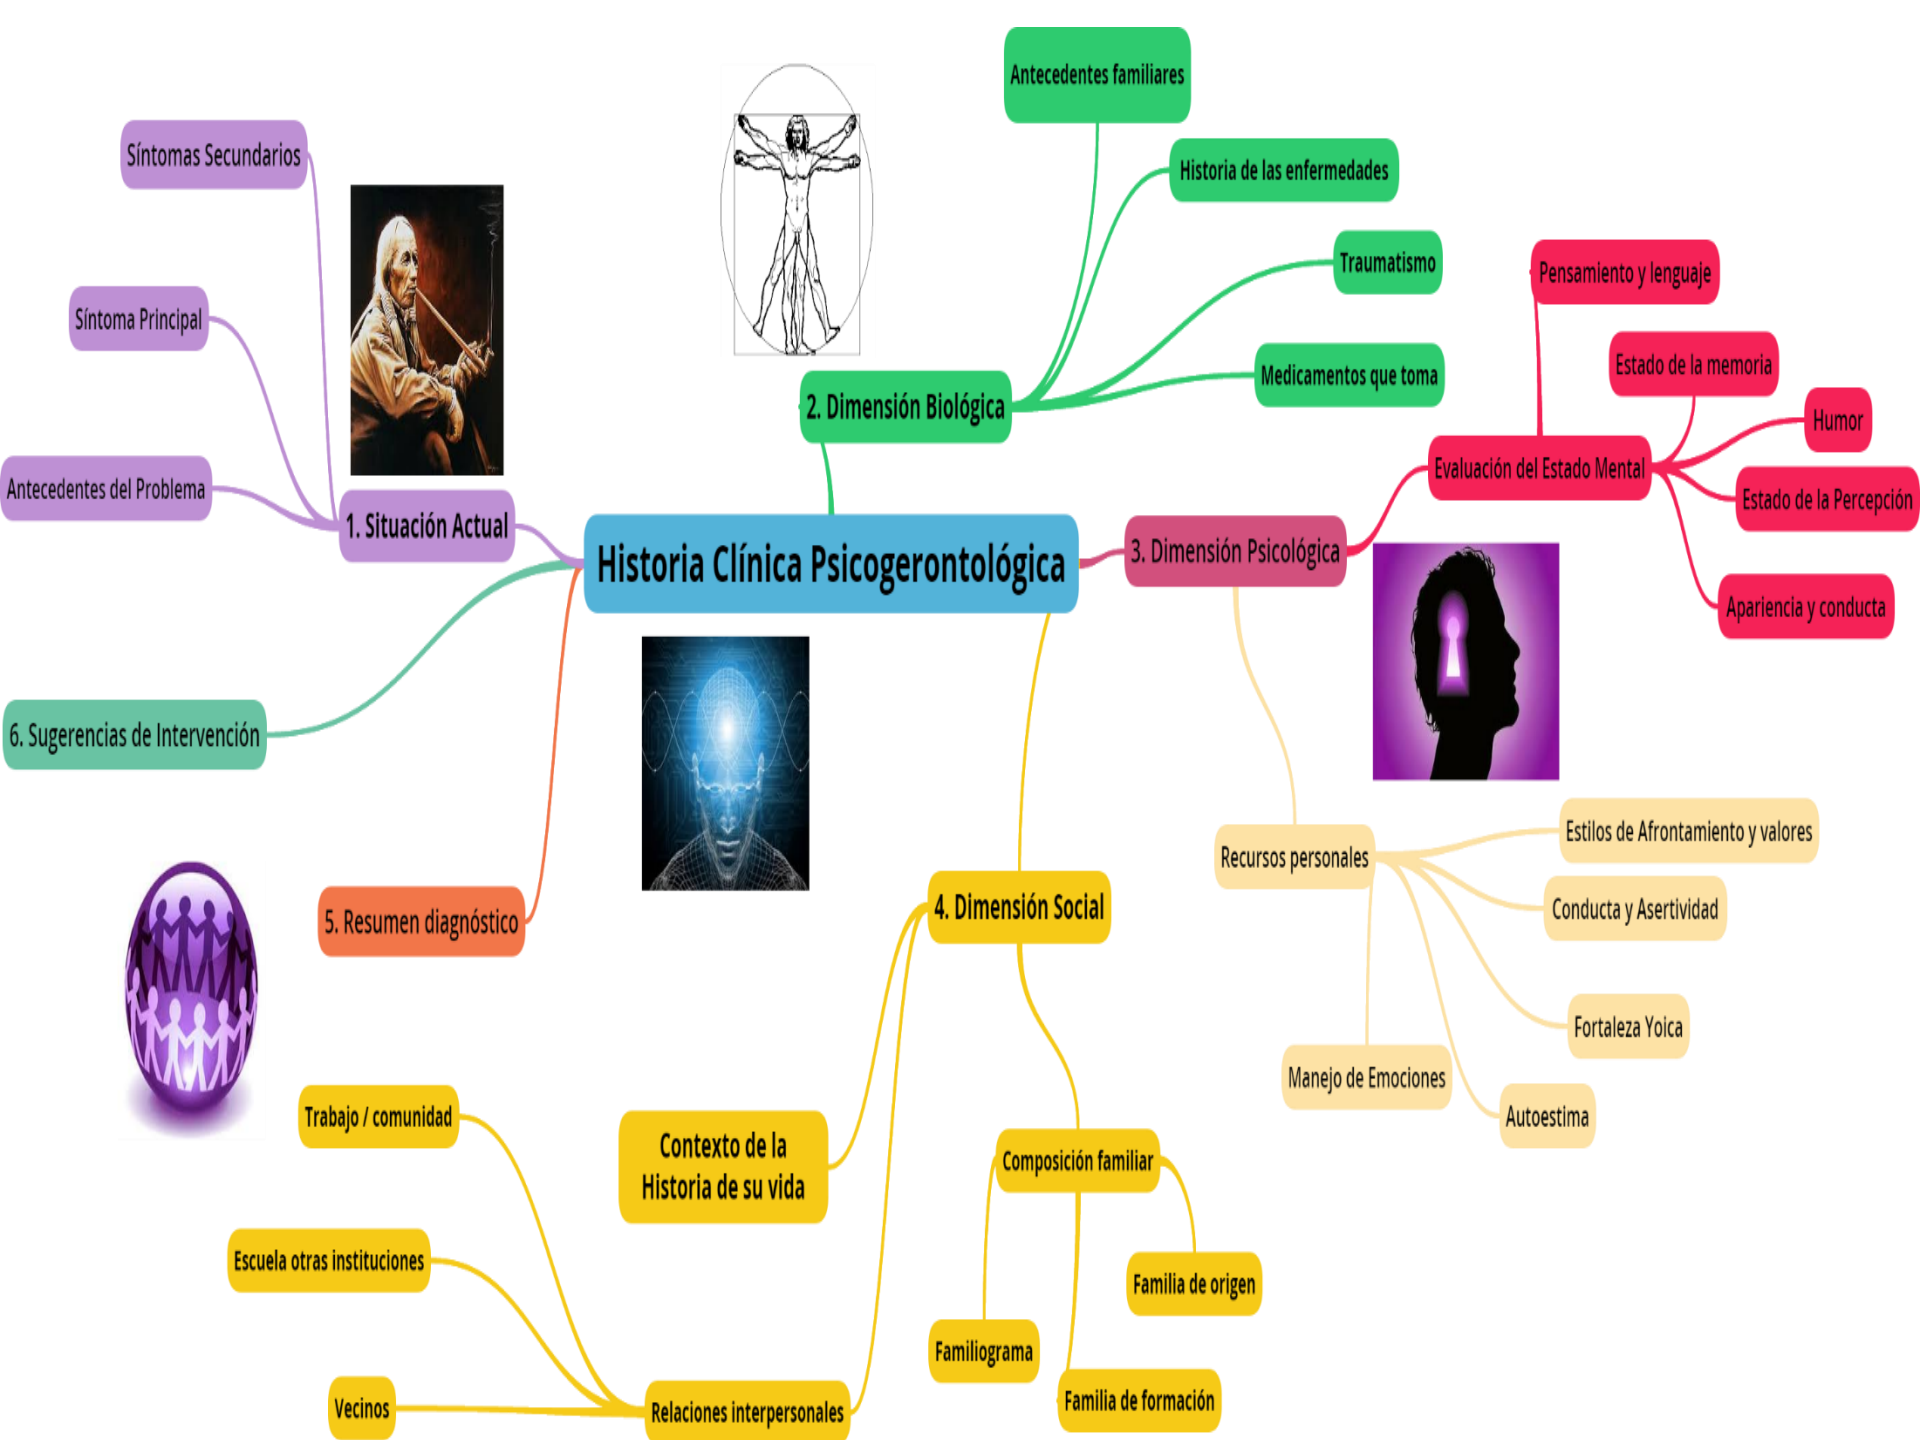 Historia Clínica Psicogerontológica
1. Situación Actual
Síntomas Secundarios
Síntoma Principal
Antecedentes del Problema
2. Dimensión Biológica
Antecedentes familiares
Historia de las enfermedades
Traumatismo
Medicamentos que toma
3. Dimensión Psicológica
Evaluación del Estado Mental
Pensamiento y lenguaje
Estado de la memoria
Humor
Estado de la Percepción
Apariencia y conducta
Recursos personales
Estilos de Afrontamiento y valores
Conducta y Asertividad
Fortaleza Yoica
Autoestima
Manejo de Emociones
4. Dimensión Social
Composición familiar
Familia de origen
Familia de formación
Familiograma
Contexto de la
Historia de su vida
Relaciones interpersonales
Trabajo / comunidad
Escuela otras instituciones
Vecinos
5. Resumen diagnóstico
6. Sugerencias de Intervención